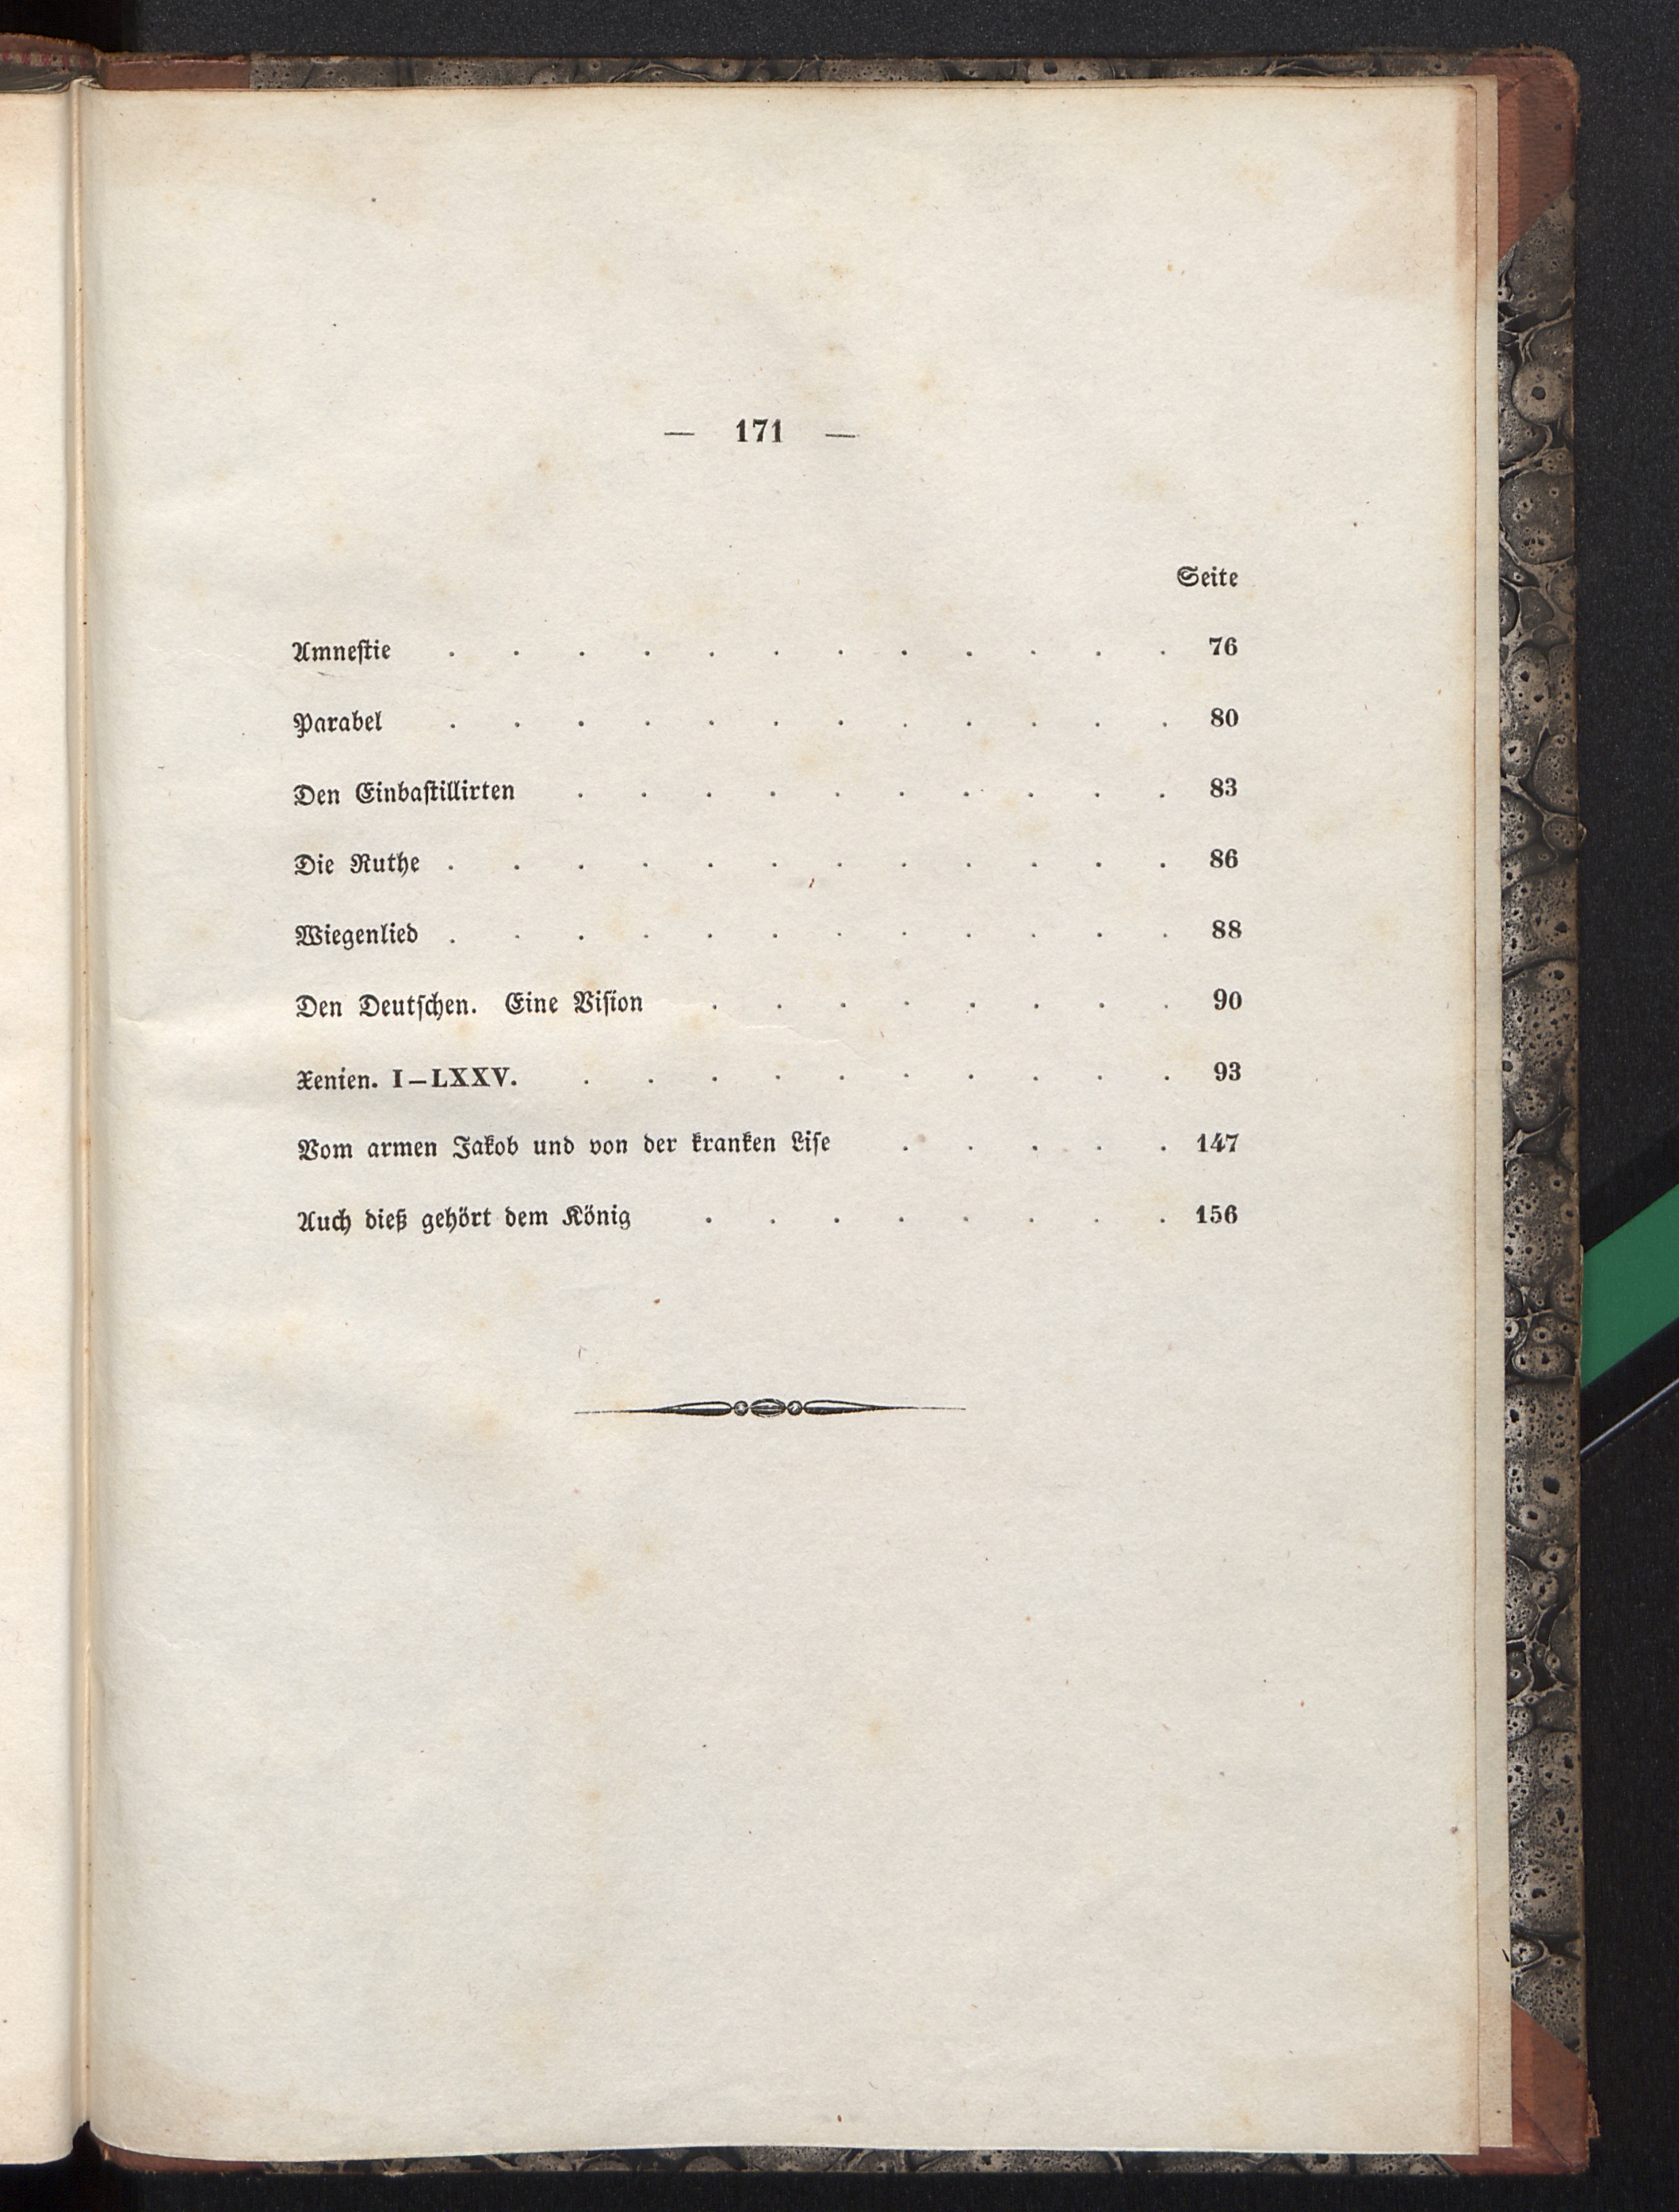 — 171 —
Seite
Amneſtie . . . . . . . . . . . . 76
Parabel . . . . . . . . . . . . 80
Den Einbaſtillirten . . . . . . . . . . 83
Die Ruthe . . . . . . . . . . . . 86
Wiegenlied . . . . . . . . . . . . 88
Den Deutſchen. Eine Viſion . . . . . . . . 90
Xenien. I–LXXV. . . . . . . . . . . 93
Vom armen Jakob und von der kranken Liſe . . . . . 147
Auch dieß gehört dem König . . . . . . . . 156